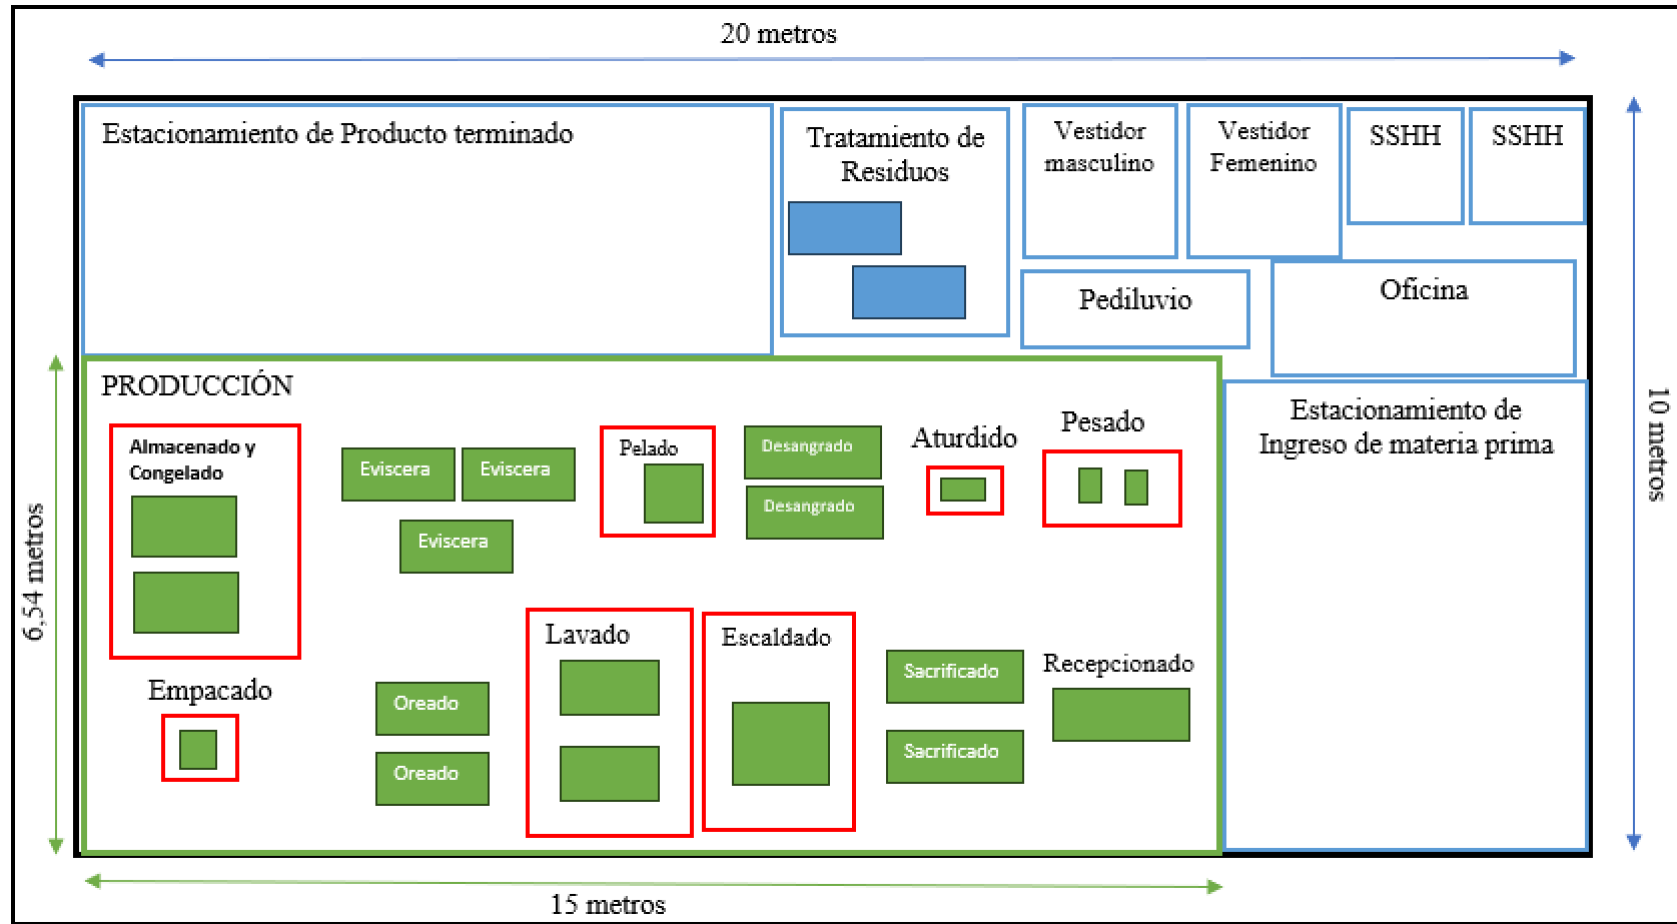 20 metros
Estacionamiento de Producto terminado
Tratamiento de
Residuos
Vestidor
masculino
Vestidor
Femenino
SSHH
SSHH
Pediluvio
Oficina
PRODUCCIÓN
Almacenado y
Congelado
Eviscera
Eviscera
Eviscera
Pelado
Desangrado
Desangrado
Aturdido
Pesado
Estacionamiento de
Ingreso de materia prima
10 metros
6,54 metros
Empacado
Oreado
Oreado
Lavado
Escaldado
Sacrificado
Sacrificado
Recepcionado
15 metros